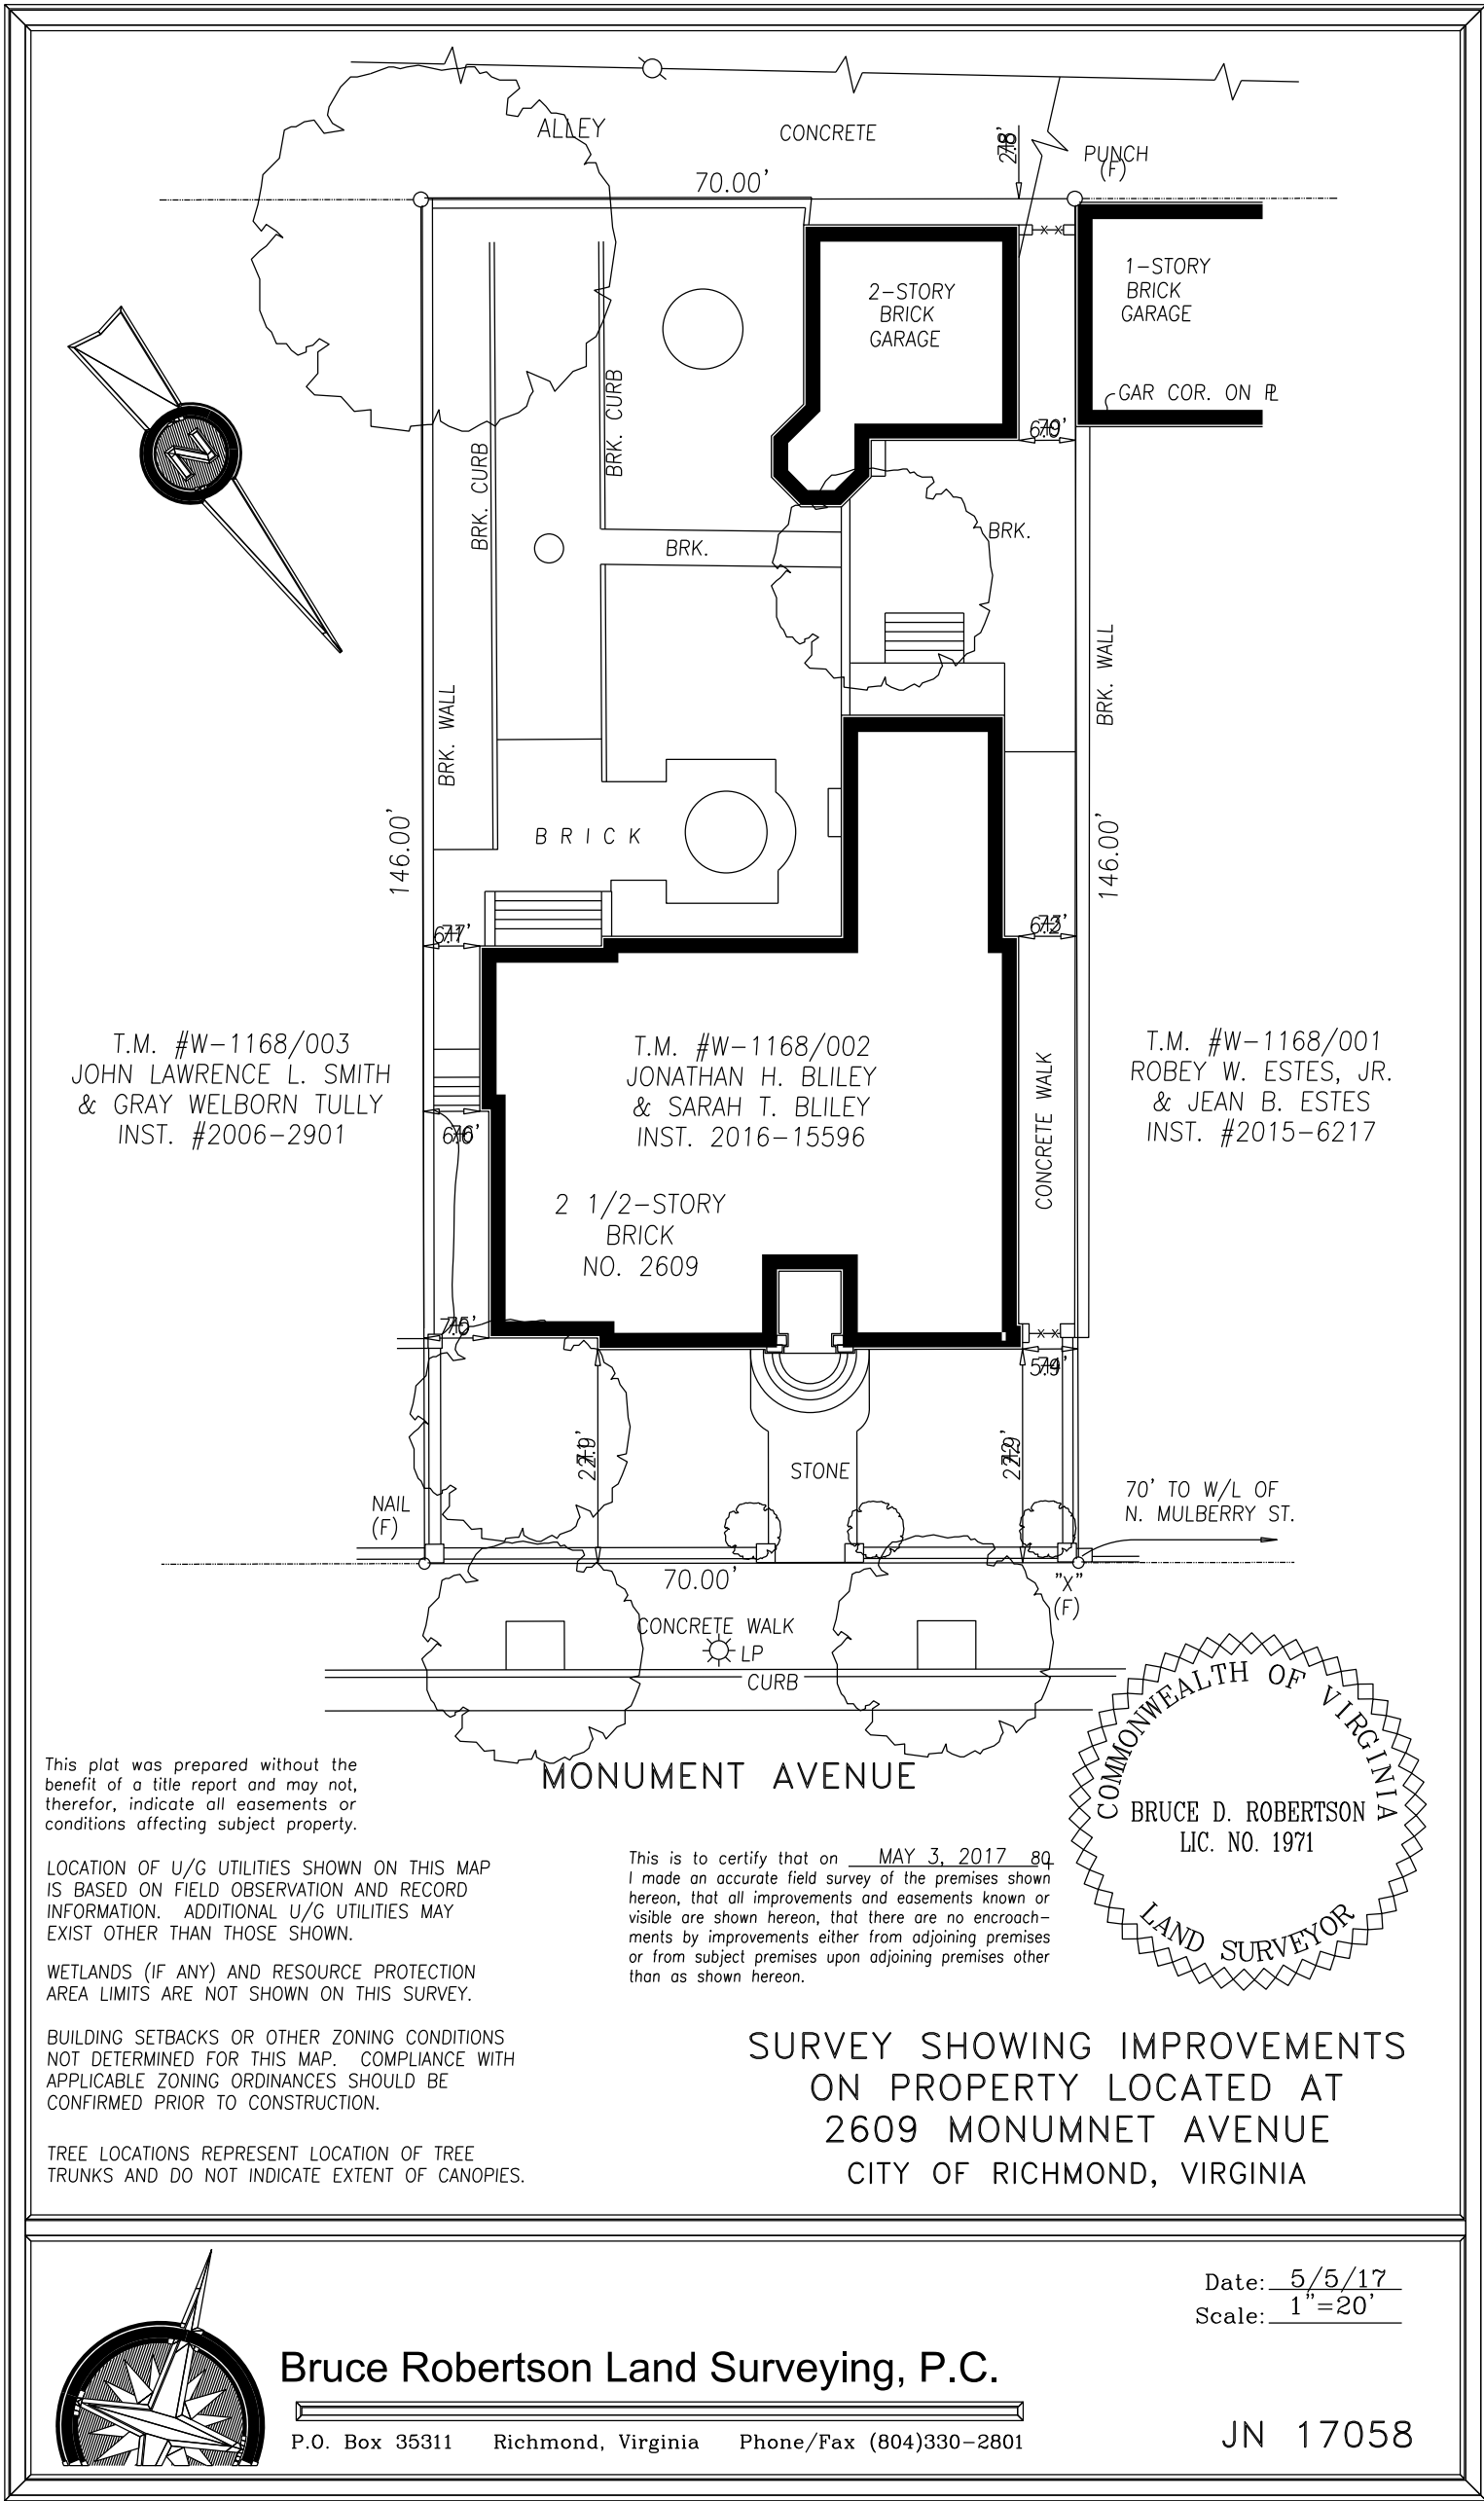 ALLEY
CONCRETE
PUNCH
(F)
70.00'
2-STORY
BRICK
GARAGE
1-STORY
BRICK
GARAGE
GAR COR. ON PL
N
BRK. CURB
BRK. CURB
BRK.
BRK.
BRK. WALL
BRK. WALL
BRICK
146.00'
146.00'
T.M. #W-1168/003
JOHN LAWRENCE L. SMITH
& GRAY WELBORN TULLY
INST. #2006-2901
T.M. #W-1168/002
JONATHAN H. BLILEY
& SARAH T. BLILEY
INST. 2016-15596
T.M. #W-1168/001
ROBEY W. ESTES, JR.
& JEAN B. ESTES
INST. #2015-6217
CONCRETE WALK
2 1/2-STORY
BRICK
NO. 2609
STONE
NAIL
(F)
70' TO W/L OF
N. MULBERRY ST.
70.00'
"X"
(F)
CONCRETE WALK
LP
CURB
MONUMENT AVENUE
COMMONWEALTH OF VIRGINIA
BRUCE D. ROBERTSON
LIC. NO. 1971
LAND SURVEYOR
This plat was prepared without the
benefit of a title report and may not,
therefor, indicate all easements or
conditions affecting subject property.
LOCATION OF U/G UTILITIES SHOWN ON THIS MAP
IS BASED ON FIELD OBSERVATION AND RECORD
INFORMATION. ADDITIONAL U/G UTILITIES MAY
EXIST OTHER THAN THOSE SHOWN.
WETLANDS (IF ANY) AND RESOURCE PROTECTION
AREA LIMITS ARE NOT SHOWN ON THIS SURVEY.
BUILDING SETBACKS OR OTHER ZONING CONDITIONS
NOT DETERMINED FOR THIS MAP. COMPLIANCE WITH
APPLICABLE ZONING ORDINANCES SHOULD BE
CONFIRMED PRIOR TO CONSTRUCTION.
TREE LOCATIONS REPRESENT LOCATION OF TREE
TRUNKS AND DO NOT INDICATE EXTENT OF CANOPIES.
This is to certify that on MAY 3, 2017
I made an accurate field survey of the premises shown
hereon, that all improvements and easements known or
visible are shown hereon, that there are no encroach-
ments by improvements either from adjoining premises
or from subject premises upon adjoining premises other
than as shown hereon.
SURVEY SHOWING IMPROVEMENTS
ON PROPERTY LOCATED AT
2609 MONUMNET AVENUE
CITY OF RICHMOND, VIRGINIA
Date: 5/5/17
Scale: 1"=20'
Bruce Robertson Land Surveying, P.C.
P.O. Box 35311 Richmond, Virginia Phone/Fax (804)330-2801
JN 17058